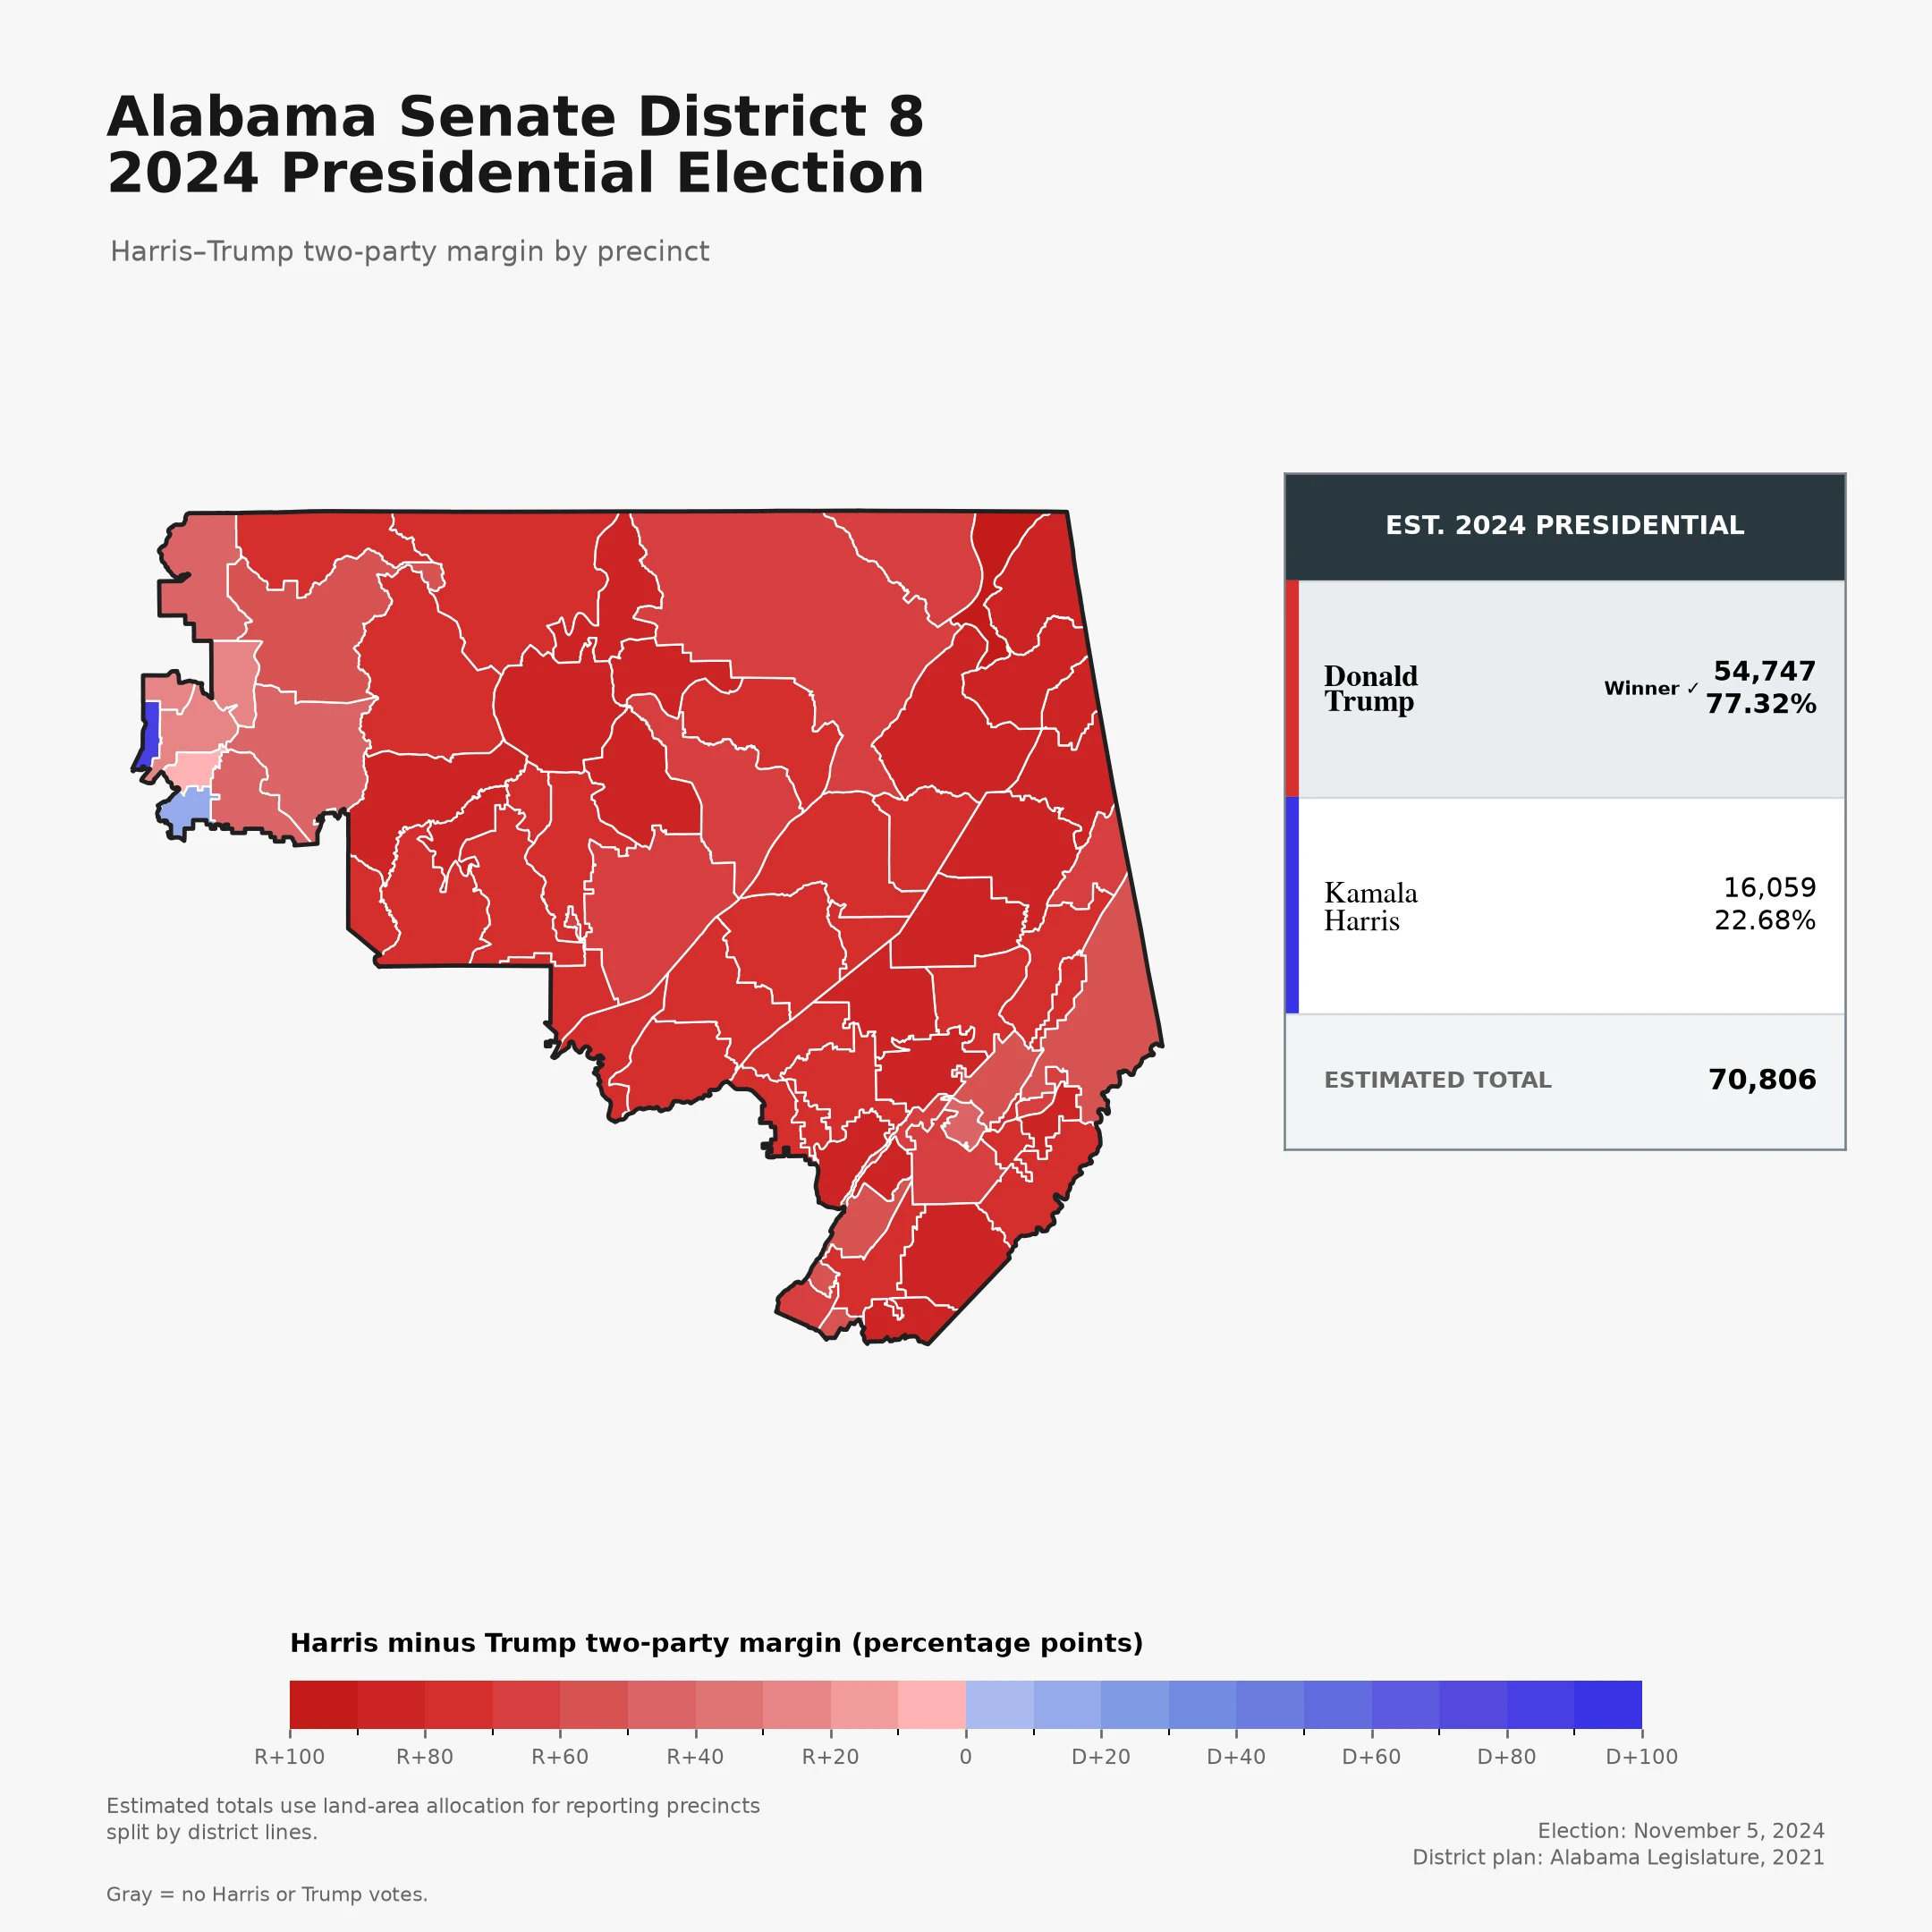 Alabama Senate District 8
2024 Presidential Election
Harris–Trump two-party margin by precinct
EST. 2024 PRESIDENTIAL
Donald
Trump
Winner ✓
54,747
77.32%
Kamala
Harris
16,059
22.68%
ESTIMATED TOTAL
70,806
Harris minus Trump two-party margin (percentage points)
R+100 R+80 R+60 R+40 R+20 0 D+20 D+40 D+60 D+80 D+100
Estimated totals use land-area allocation for reporting precincts
split by district lines.
Gray = no Harris or Trump votes.
Election: November 5, 2024
District plan: Alabama Legislature, 2021